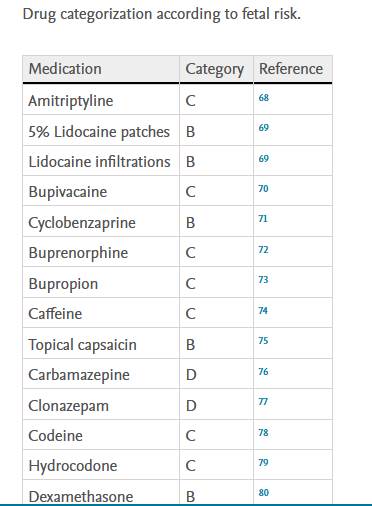 Drug categorization according to fetal risk.
Medication Category Reference
Amitriptyline C 68
5% Lidocaine patches B 69
Lidocaine infiltrations B 69
Bupivacaine C 70
Cyclobenzaprine B 71
Buprenorphine C 72
Bupropion C 73
Caffeine C 74
Topical capsaicin B 75
Carbamazepine D 76
Clonazepam D 77
Codeine C 78
Hydrocodone C 79
Dexamethasone B 80